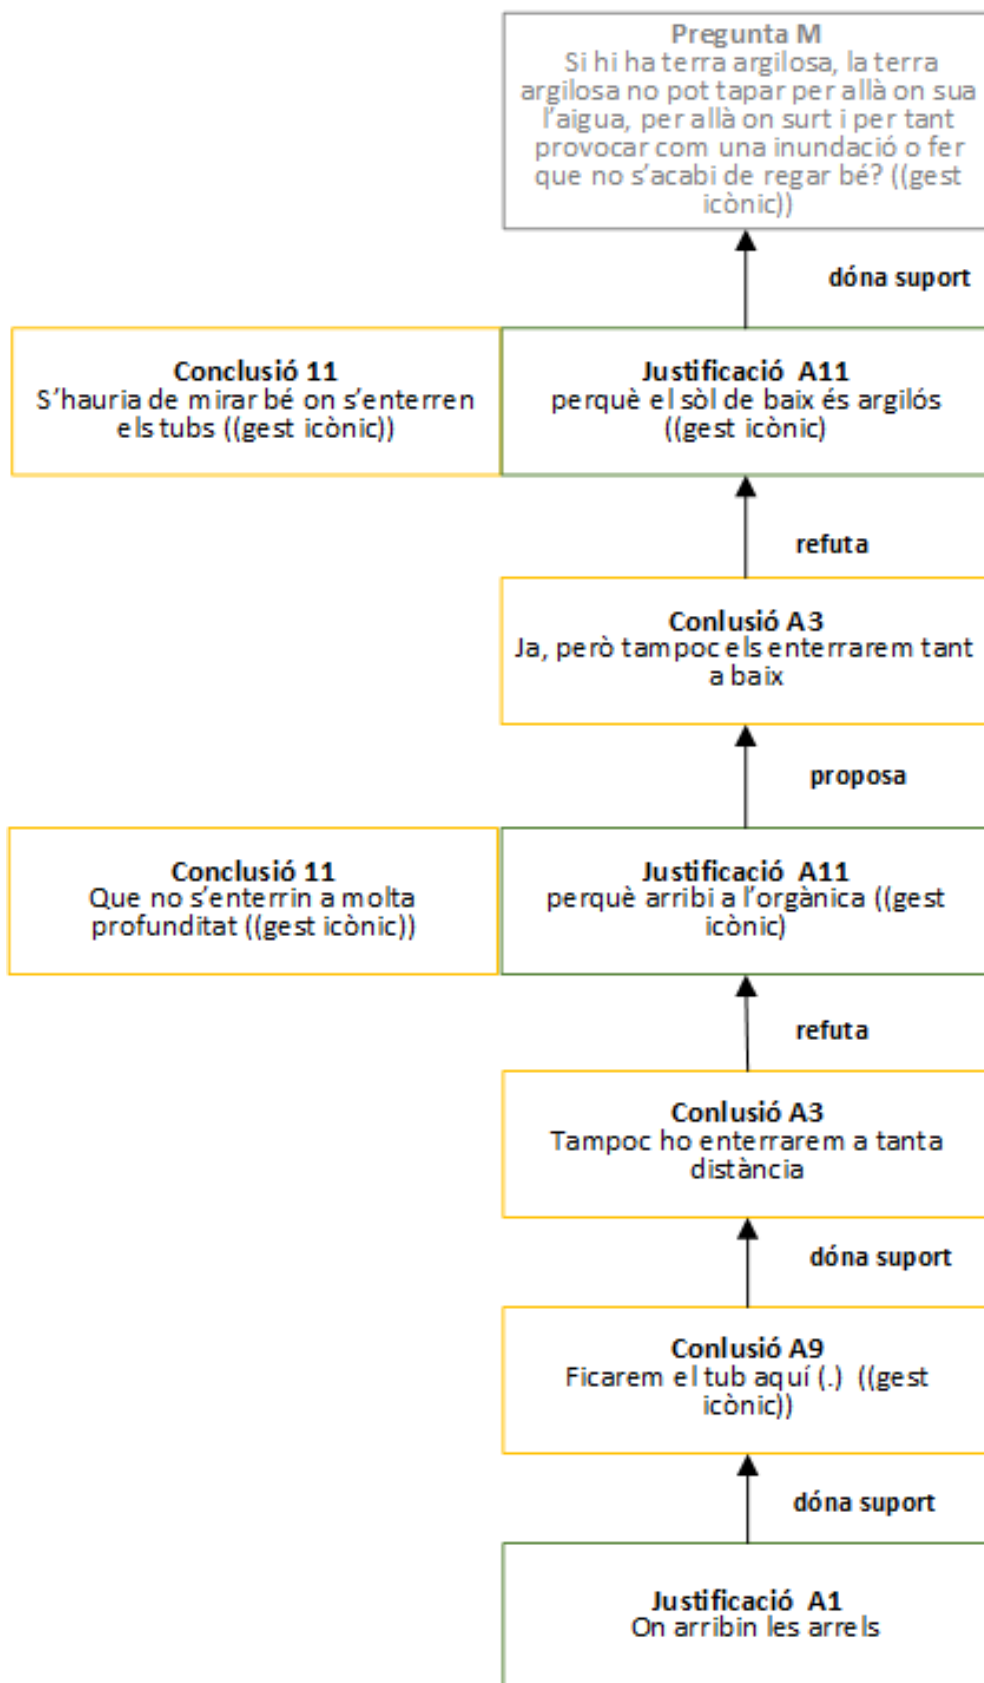 Pregunta M
Si hi ha terra argilosa, la terra
argilosa no pot tapar per allà on sua
l'aigua, per allà on surt i per tant
provocar com una inundació o fer
que no s'acabi de regar bé? ((gest
icònic))
dóna suport
Conclusió 11
S'hauria de mirar bé on s'enterren
els tubs ((gest icònic))
Justificació A11
perquè el sòl de baix és argilós
((gest icònic)
refuta
Conlusió A3
Ja, però tampoc els enterrarem tant
a baix
proposa
Conclusió 11
Que no s'enterrin a molta
profunditat ((gest icònic))
Justificació A11
perquè arribi a l'orgànica ((gest
icònic)
refuta
Conlusió A3
Tampoc ho enterrarem a tanta
distància
dóna suport
Conlusió A9
Ficarem el tub aquí (.) ((gest
icònic))
dóna suport
Justificació A1
On arribin les arrels